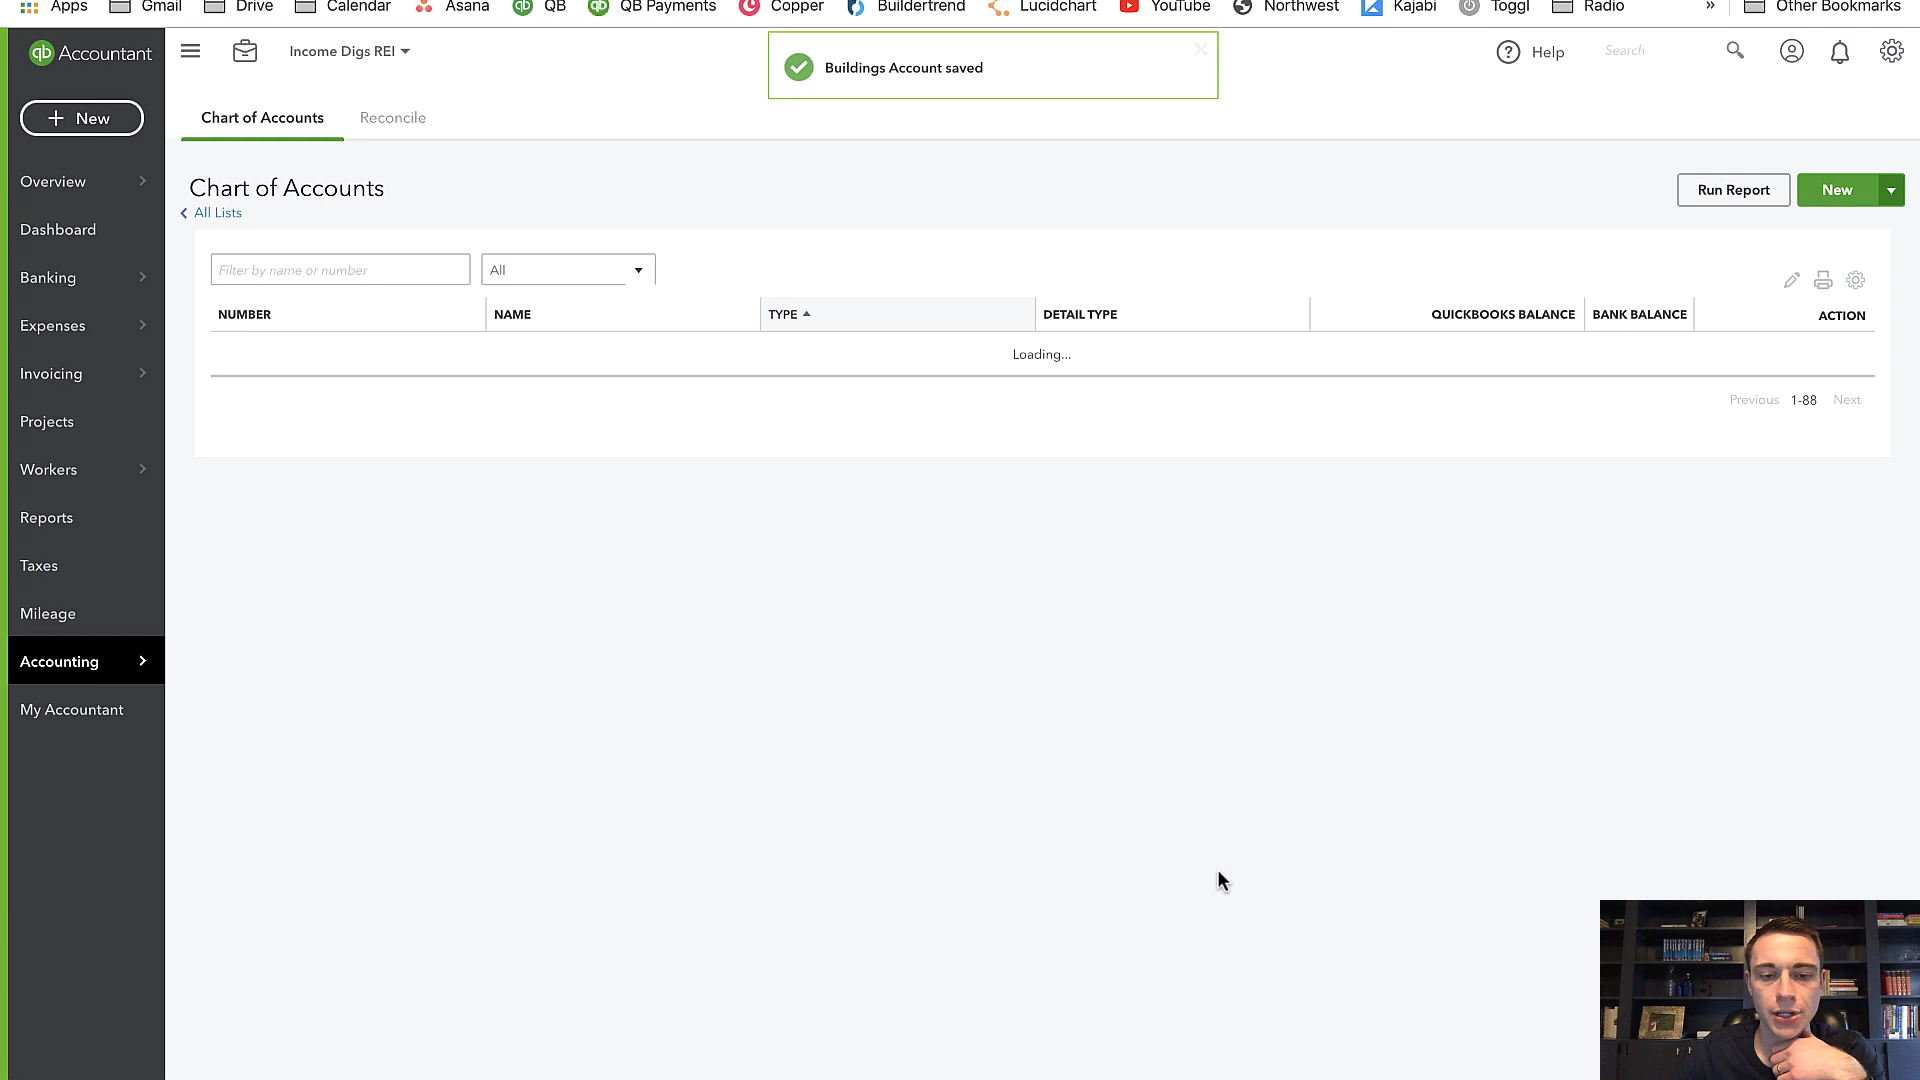 Apps Gmail Drive Calendar Asana QB QB Payments Copper Buildertrend Lucidchart YouTube Northwest Kajabi Toggl Radio » Other Bookmarks
qb Accountant
Income Digs REI
Buildings Account saved
Help
Search
+ New
Chart of Accounts
Reconcile
Overview
Dashboard
Banking
Expenses
Invoicing
Projects
Workers
Reports
Taxes
Mileage
Accounting
My Accountant
Chart of Accounts
All Lists
Run Report
New
Filter by name or number
All
NUMBER NAME TYPE DETAIL TYPE QUICKBOOKS BALANCE BANK BALANCE ACTION
Loading...
Previous 1-88 Next